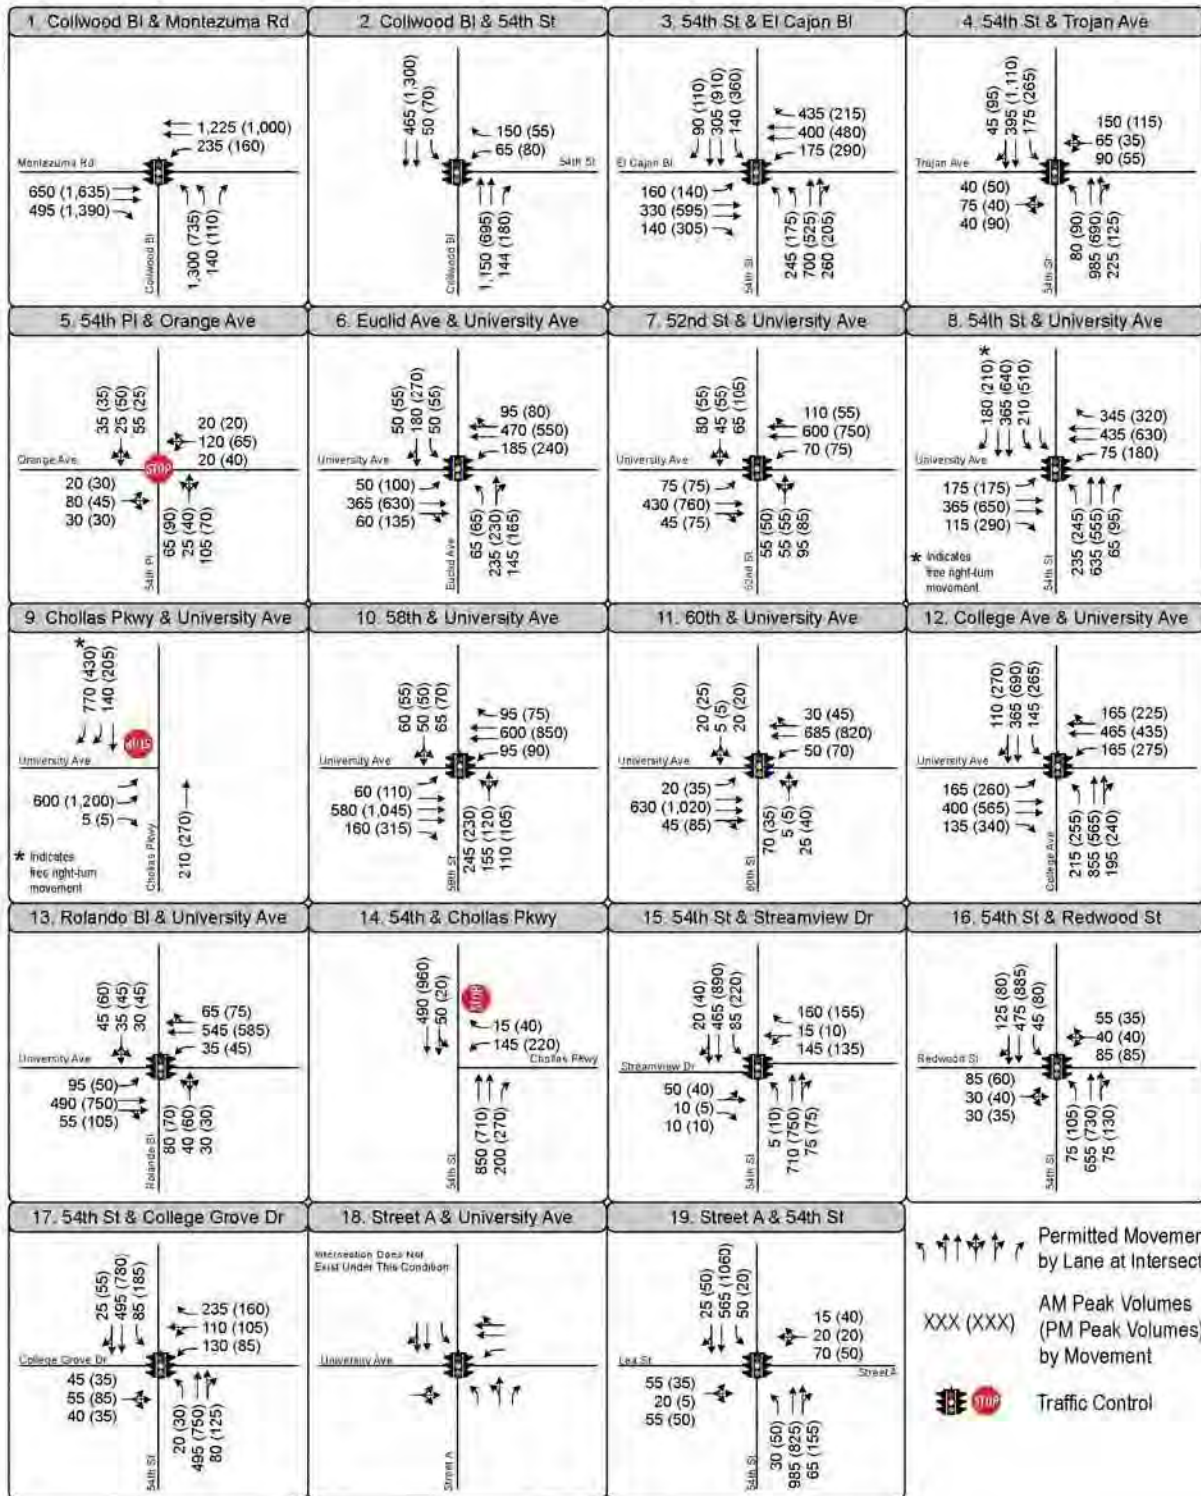 1. Collwood Bl & Montezuma Rd
1,225 (1,000)
235 (160)
Montezuma Rd
650 (1,635)
495 (1,390)
Collwood Bl
1,300 (735)
140 (110)
2. Collwood Bl & 54th St
465 (1,300)
50 (70)
150 (55)
65 (80)
54th St
Collwood Bl
1,150 (695)
144 (180)
3. 54th St & El Cajon Bl
90 (110)
305 (910)
140 (360)
435 (215)
400 (480)
175 (290)
El Cajon Bl
160 (140)
330 (595)
140 (305)
54th St
245 (175)
700 (525)
260 (205)
4. 54th St & Trojan Ave
45 (95)
395 (1,110)
175 (265)
150 (115)
65 (35)
90 (55)
Trojan Ave
40 (50)
75 (40)
40 (90)
54th St
80 (90)
985 (690)
225 (125)
5. 54th Pl & Orange Ave
35 (35)
25 (50)
55 (25)
20 (20)
120 (65)
20 (40)
Orange Ave
STOP
20 (30)
80 (45)
30 (30)
54th Pl
65 (90)
25 (40)
105 (70)
6. Euclid Ave & University Ave
50 (55)
180 (270)
50 (55)
95 (80)
470 (550)
185 (240)
University Ave
50 (100)
365 (630)
60 (135)
Euclid Ave
65 (65)
235 (230)
145 (165)
7. 52nd St & Unviersity Ave
80 (55)
45 (55)
65 (105)
110 (55)
600 (750)
70 (75)
University Ave
75 (75)
430 (760)
45 (75)
52nd St
55 (50)
55 (55)
95 (85)
8. 54th St & University Ave
180 (210) *
365 (640)
210 (510)
345 (320)
435 (630)
75 (180)
University Ave
175 (175)
365 (650)
115 (290)
* Indicates
free right-turn
movement
54th St
235 (245)
635 (555)
65 (95)
9. Chollas Pkwy & University Ave
770 (430) *
140 (205)
STOP
University Ave
600 (1,200)
5 (5)
* Indicates
free right-turn
movement
Chollas Pkwy
210 (270)
10. 58th & University Ave
60 (55)
50 (50)
65 (70)
95 (75)
600 (850)
95 (90)
University Ave
60 (110)
580 (1,045)
160 (315)
58th St
245 (230)
155 (120)
110 (105)
11. 60th & University Ave
20 (25)
5 (5)
20 (20)
30 (45)
685 (820)
50 (70)
University Ave
20 (35)
630 (1,020)
45 (85)
60th St
70 (35)
5 (5)
25 (40)
12. College Ave & University Ave
110 (270)
365 (690)
145 (265)
165 (225)
465 (435)
165 (275)
University Ave
165 (260)
400 (565)
135 (340)
College Ave
215 (255)
855 (565)
195 (240)
13. Rolando Bl & University Ave
45 (60)
35 (45)
30 (45)
65 (75)
545 (585)
35 (45)
University Ave
95 (50)
490 (750)
55 (105)
Rolando Bl
80 (70)
40 (60)
30 (30)
14. 54th & Chollas Pkwy
490 (960)
50 (20)
STOP
15 (40)
145 (220)
Chollas Pkwy
54th St
850 (710)
200 (270)
15. 54th St & Streamview Dr
20 (40)
465 (890)
85 (220)
160 (155)
15 (10)
145 (135)
Streamview Dr
50 (40)
10 (5)
10 (10)
54th St
5 (10)
710 (750)
75 (75)
16. 54th St & Redwood St
125 (80)
475 (885)
45 (80)
55 (35)
40 (40)
85 (85)
Redwood St
85 (60)
30 (40)
30 (35)
54th St
75 (105)
655 (730)
75 (130)
17. 54th St & College Grove Dr
25 (55)
495 (780)
85 (185)
235 (160)
110 (105)
130 (85)
College Grove Dr
45 (35)
55 (85)
40 (35)
54th St
20 (30)
495 (750)
80 (125)
18. Street A & University Ave
Intersection Does Not
Exist Under This Condition
University Ave
Street A
19. Street A & 54th St
25 (50)
565 (1060)
50 (20)
15 (40)
20 (20)
70 (50)
Lea St
Street A
55 (35)
20 (5)
55 (50)
54th St
30 (50)
985 (825)
65 (155)
Permitted Movemen
by Lane at Intersect
XXX (XXX)
AM Peak Volumes
(PM Peak Volumes)
by Movement
STOP
Traffic Control